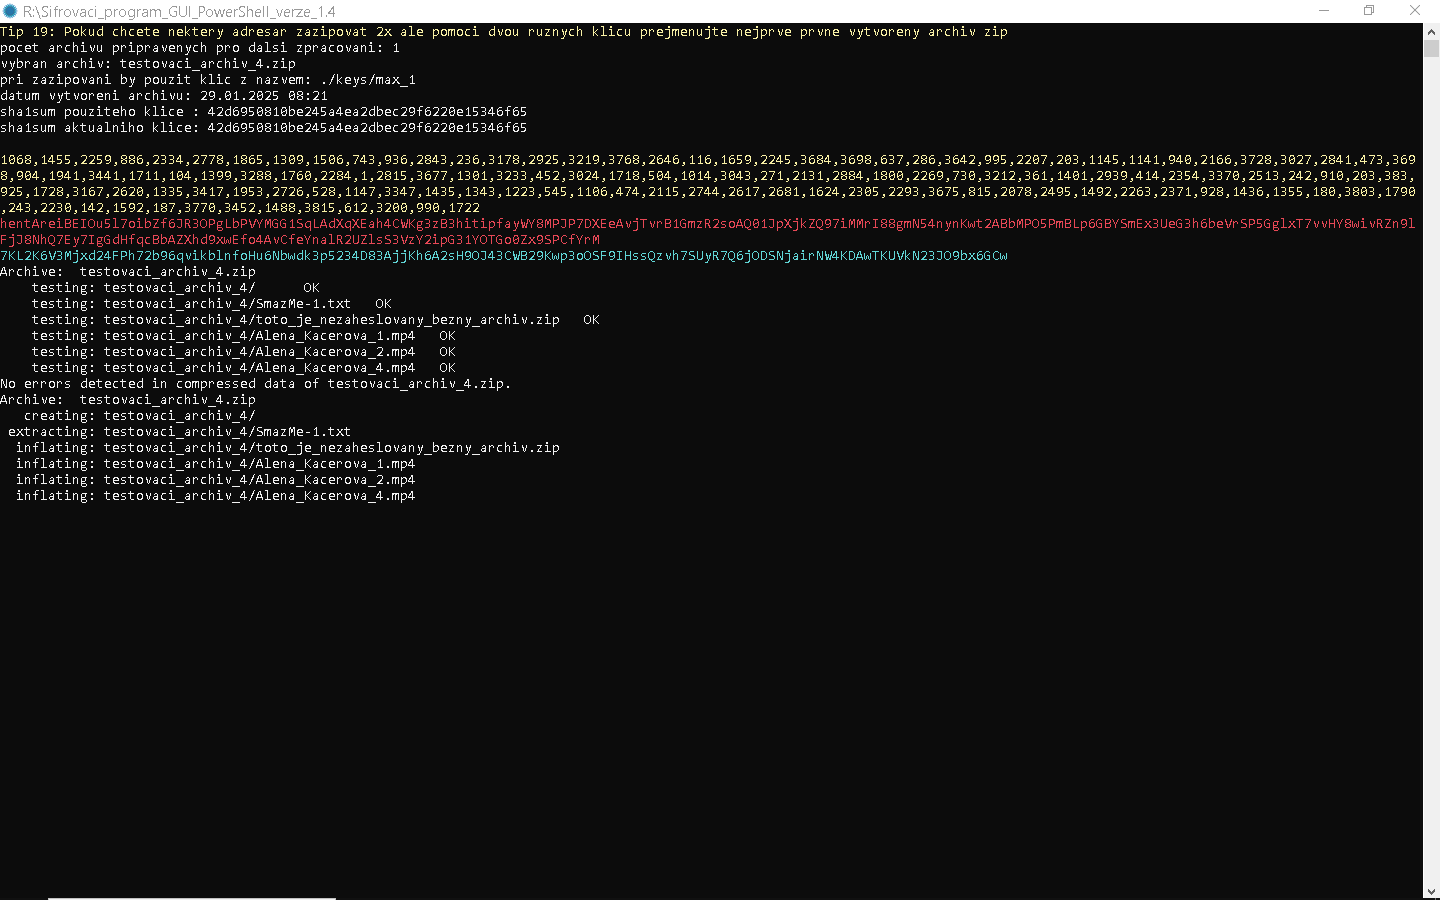 R:\Sifrovaci_program_GUI_PowerShell_verze_1.4
Tip 19: Pokud chcete nektery adresar zazipovat 2x ale pomoci dvou ruznych klicu prejmenujte nejprve prvne vytvoreny archiv zip
pocet archivu pripravenych pro dalsi zpracovani: 1
vybran archiv: testovaci_archiv_4.zip
pri zazipovani by pouzit klic z nazvem: ./keys/max_1
datum vytvoreni archivu: 29.01.2025 08:21
sha1sum pouziteho klice : 42d6950810be245a4ea2dbec29f6220e15346f65
sha1sum aktualniho klice: 42d6950810be245a4ea2dbec29f6220e15346f65
1068,1455,2259,886,2334,2778,1865,1309,1506,743,936,2843,236,3178,2925,3219,3768,2646,116,1659,2245,3684,3698,637,286,3642,995,2207,203,1145,1141,940,2166,3728,3027,2841,473,369
8,904,1941,3441,1711,104,1399,3288,1760,2284,1,2815,3677,1301,3233,452,3024,1718,504,1014,3043,271,2131,2884,1800,2269,730,3212,361,1401,2939,414,2354,3370,2513,242,910,203,383,
925,1728,3167,2620,1335,3417,1953,2726,528,1147,3347,1435,1343,1223,545,1106,474,2115,2744,2617,2681,1624,2305,2293,3675,815,2078,2495,1492,2263,2371,928,1436,1355,180,3803,1790
,243,2230,142,1592,187,3770,3452,1488,3815,612,3200,990,1722
hentAreiBEIOu5l7oibZf6JR3OPgLbPVYMGG1SqLAdXqXEah4CWKg3zB3hitipfayWY8MPJP7DXEeAvjTvrB1GmzR2soAQ01JpXjkZQ97iMMrI88gmN54nynKwt2ABbMPO5PmBLp6GBYSmEx3UeG3h6beVrSP5GglxT7vvHY8wivRZn9l
FjJ8NhQ7Ey7IgGdHfqcBbAZXhd9xwEfo4AvCfeYnalR2UZlsS3VzY2ipG31YOTGo0Zx9SPCfYrM
7KL2K6V3Mjxd24FPh72b96qvikblnfoHu6Nbwdk3p5234D83AjjKh6A2sH9OJ43CWB29Kwp3oOSF9IHssQzvh7SUyR7Q6jODSNjairNW4KDAwTKUVkN23JO9bx6GCw
Archive:  testovaci_archiv_4.zip
    testing: testovaci_archiv_4/      OK
    testing: testovaci_archiv_4/SmazMe-1.txt   OK
    testing: testovaci_archiv_4/toto_je_nezaheslovany_bezny_archiv.zip   OK
    testing: testovaci_archiv_4/Alena_Kacerova_1.mp4   OK
    testing: testovaci_archiv_4/Alena_Kacerova_2.mp4   OK
    testing: testovaci_archiv_4/Alena_Kacerova_4.mp4   OK
No errors detected in compressed data of testovaci_archiv_4.zip.
Archive:  testovaci_archiv_4.zip
   creating: testovaci_archiv_4/
 extracting: testovaci_archiv_4/SmazMe-1.txt
  inflating: testovaci_archiv_4/toto_je_nezaheslovany_bezny_archiv.zip
  inflating: testovaci_archiv_4/Alena_Kacerova_1.mp4
  inflating: testovaci_archiv_4/Alena_Kacerova_2.mp4
  inflating: testovaci_archiv_4/Alena_Kacerova_4.mp4